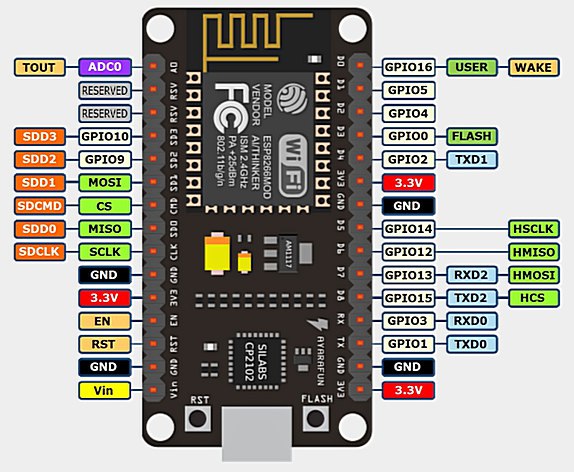 TOUT ADC0 A0 D0 GPIO16 USER WAKE
RESERVED RSV D1 GPIO5
RESERVED RSV D2 GPIO4
SDD3 GPIO10 SD3 D3 GPIO0 FLASH
SDD2 GPIO9 SD2 D4 GPIO2 TXD1
SDD1 MOSI SD1 3V3 3.3V
SDCMD CS CMD GND GND
SDD0 MISO SD0 D5 GPIO14 HSCLK
SDCLK SCLK CLK D6 GPIO12 HMISO
GND GND D7 GPIO13 RXD2 HMOSI
3.3V 3V3 D8 GPIO15 TXD2 HCS
EN EN RX GPIO3 RXD0
RST RST TX GPIO1 TXD0
GND GND GND GND
Vin Vin 3V3 3.3V
MODEL ESP8266MOD
VENDOR AI/THINKER
ISM 2.4GHz
PA +25dBm
802.11b/g/n
FC
Wi Fi
AM1117
SILABS
CP2102
AYARAFUN
RST
FLASH